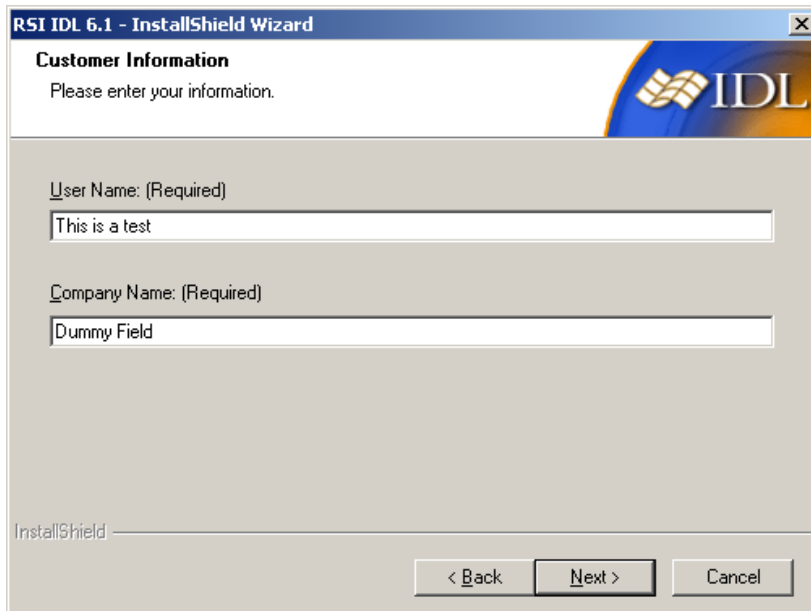 RSI IDL 6.1 - InstallShield Wizard
Customer Information
Please enter your information.
IDL
User Name: (Required)
This is a test
Company Name: (Required)
Dummy Field
InstallShield
< Back Next > Cancel